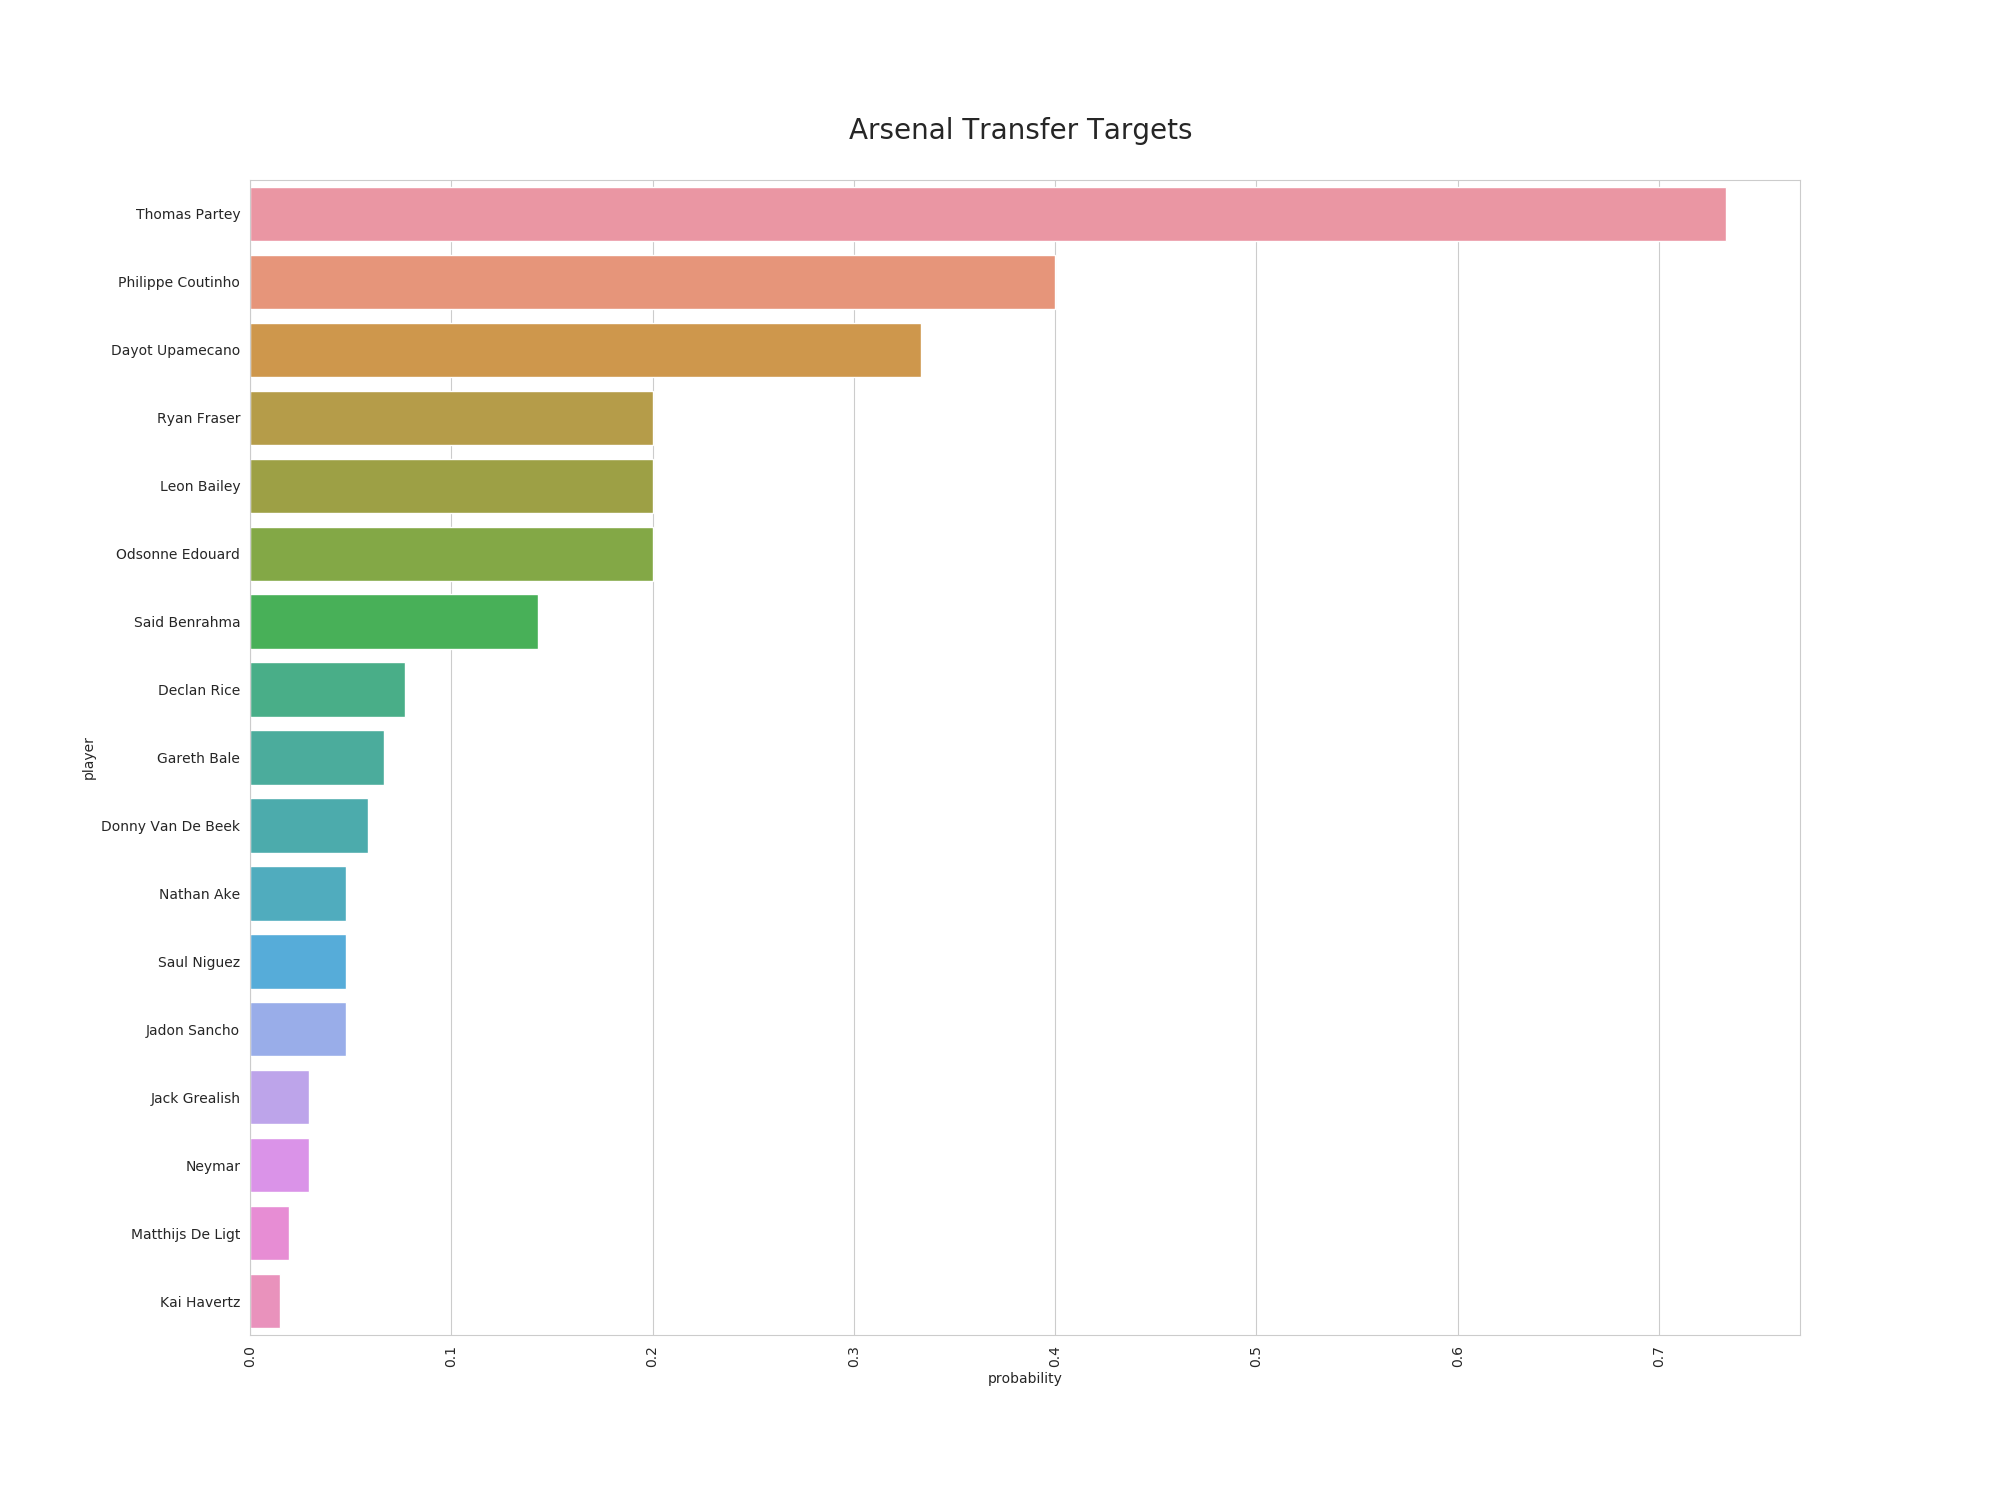 Arsenal Transfer Targets
Thomas Partey
Philippe Coutinho
Dayot Upamecano
Ryan Fraser
Leon Bailey
Odsonne Edouard
Said Benrahma
Declan Rice
Gareth Bale
player
Donny Van De Beek
Nathan Ake
Saul Niguez
Jadon Sancho
Jack Grealish
Neymar
Matthijs De Ligt
Kai Havertz
0.0 0.1 0.2 0.3 0.4 0.5 0.6 0.7
probability